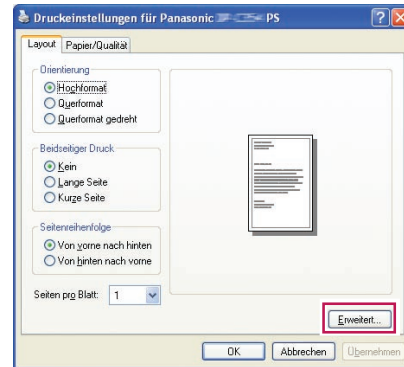 Druckeinstellungen für Panasonic PS
Layout Papier/Qualität
Orientierung
Hochformat
Querformat
Querformat gedreht
Beidseitiger Druck
Kein
Lange Seite
Kurze Seite
Seitenreihenfolge
Von vorne nach hinten
Von hinten nach vorne
Seiten pro Blatt: 1
Erweitert...
OK Abbrechen Übernehmen